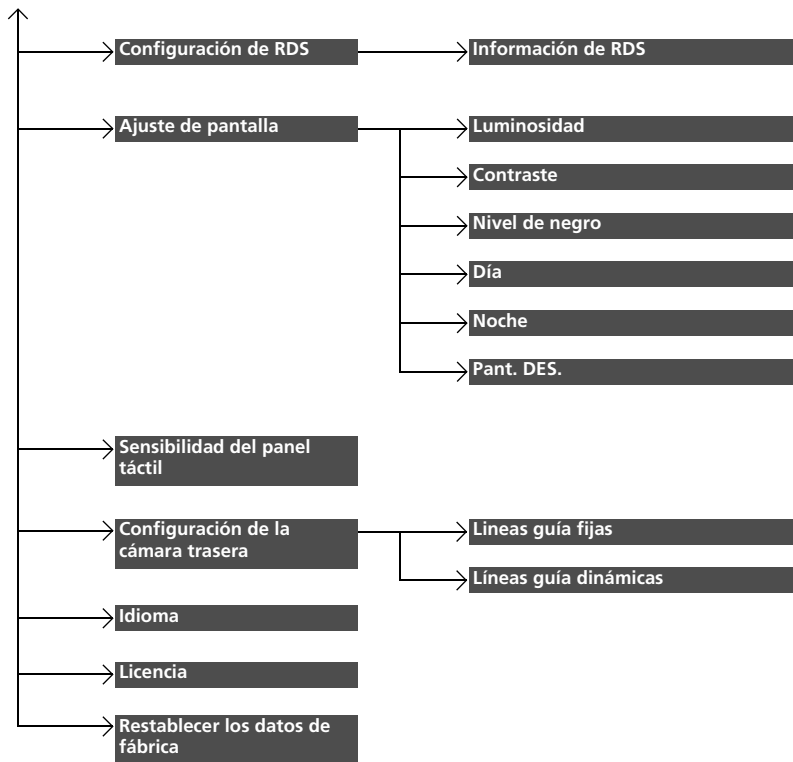 Configuración de RDS
Información de RDS
Ajuste de pantalla
Luminosidad
Contraste
Nivel de negro
Día
Noche
Pant. DES.
Sensibilidad del panel
táctil
Configuración de la
cámara trasera
Lineas guía fijas
Líneas guía dinámicas
Idioma
Licencia
Restablecer los datos de
fábrica